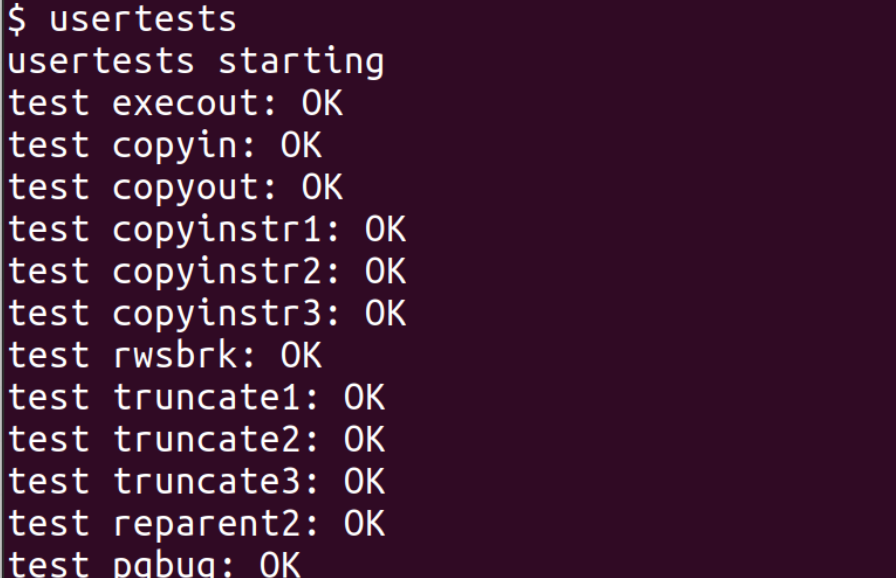 $ usertests
usertests starting
test execout: OK
test copyin: OK
test copyout: OK
test copyinstr1: OK
test copyinstr2: OK
test copyinstr3: OK
test rwsbrk: OK
test truncate1: OK
test truncate2: OK
test truncate3: OK
test reparent2: OK
test pgbug: OK